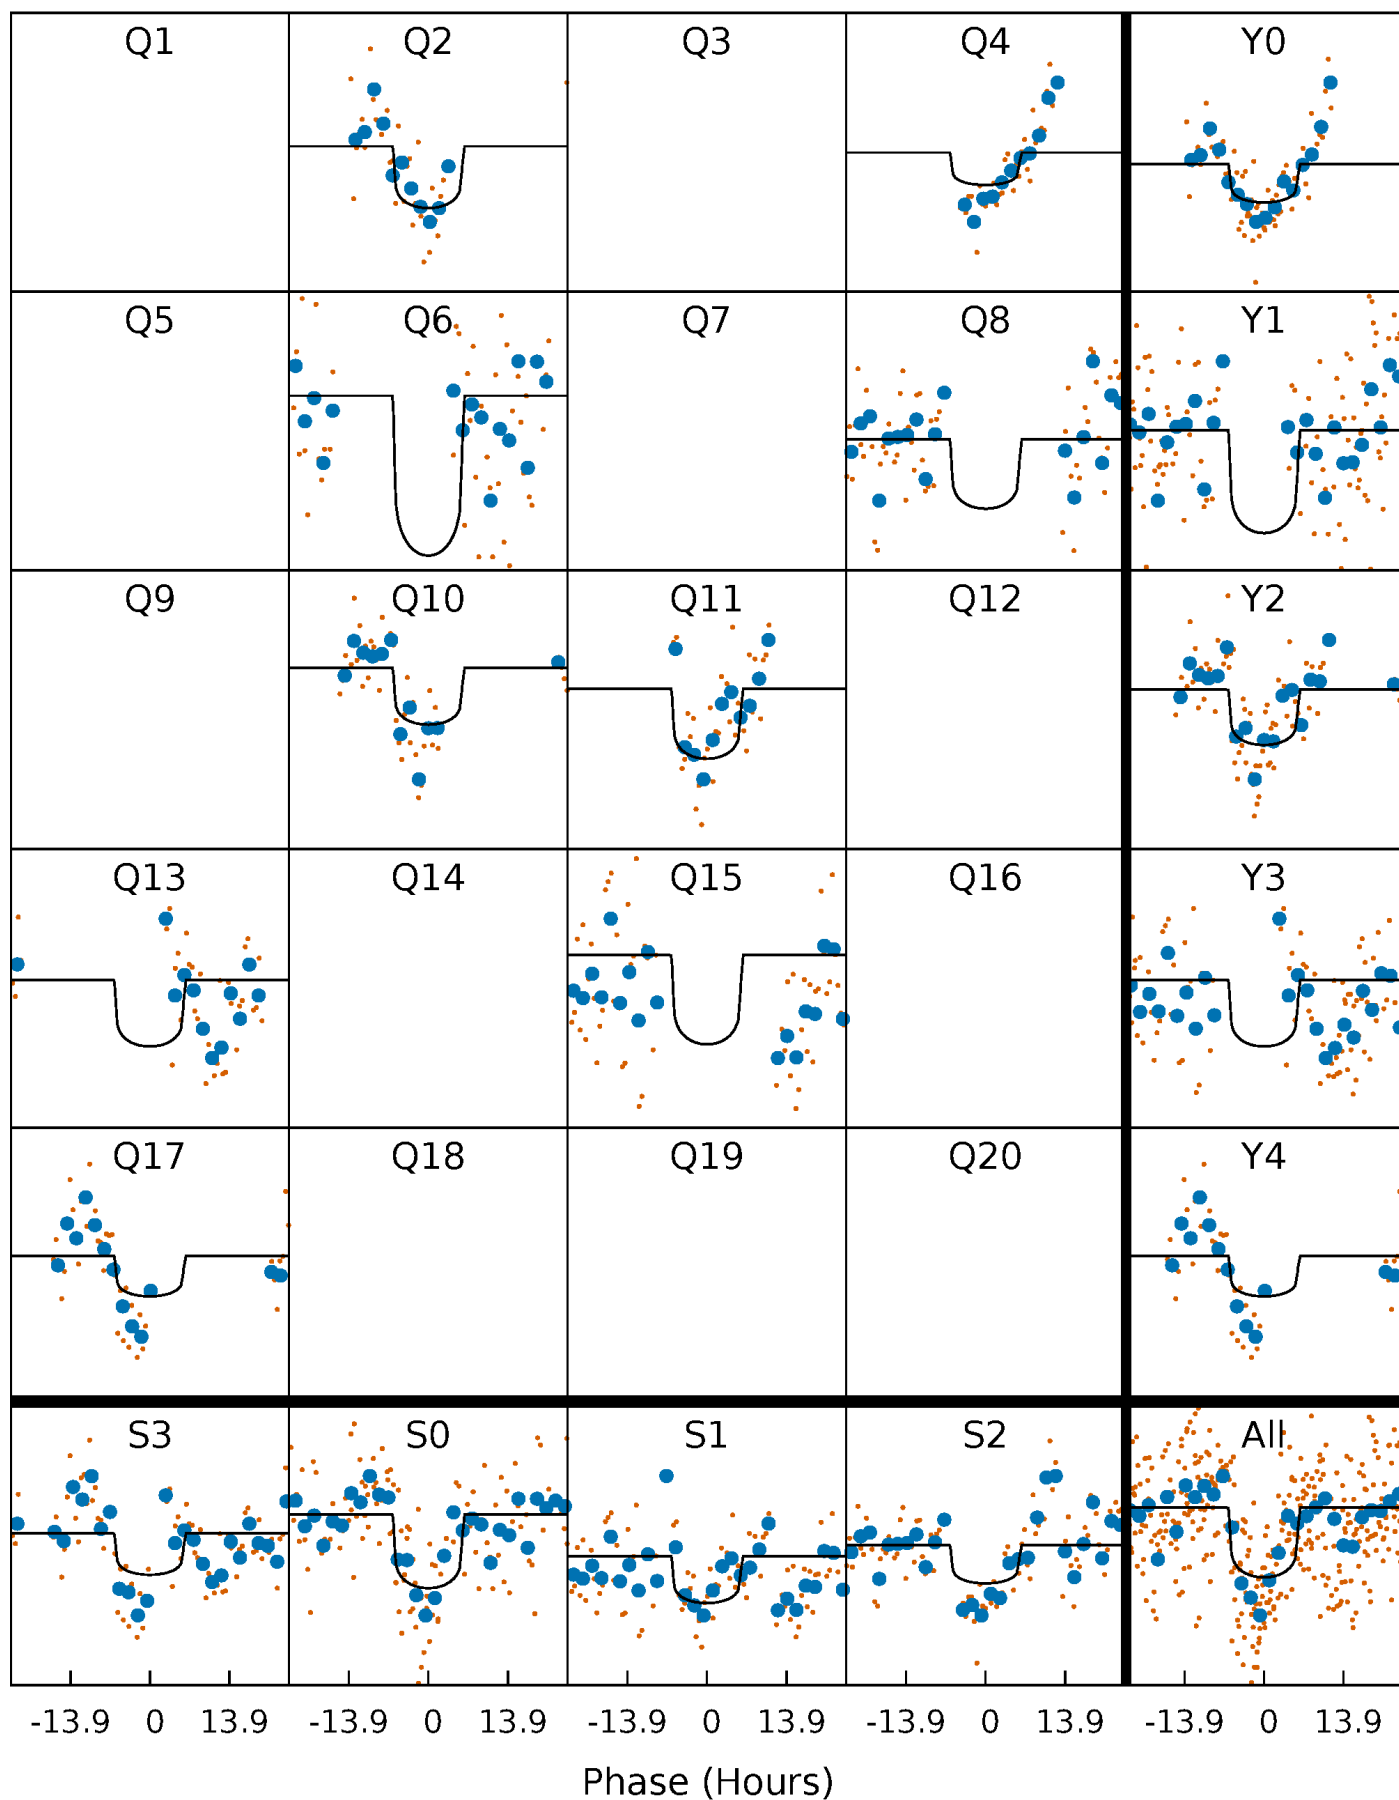 Q1 Q2 Q3 Q4 Y0
Q5 Q6 Q7 Q8 Y1
Q9 Q10 Q11 Q12 Y2
Q13 Q14 Q15 Q16 Y3
Q17 Q18 Q19 Q20 Y4
S3 S0 S1 S2 All
-13.9 0 13.9 -13.9 0 13.9 -13.9 0 13.9 -13.9 0 13.9 -13.9 0 13.9
Phase (Hours)